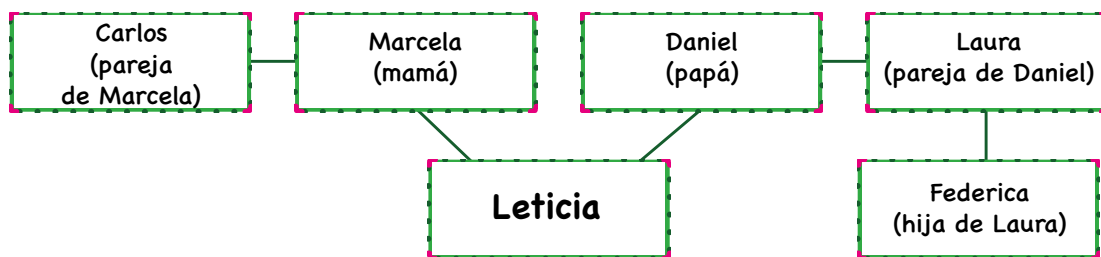 Carlos
(pareja
de Marcela)
Marcela
(mamá)
Daniel
(papá)
Laura
(pareja de Daniel)
Leticia
Federica
(hija de Laura)